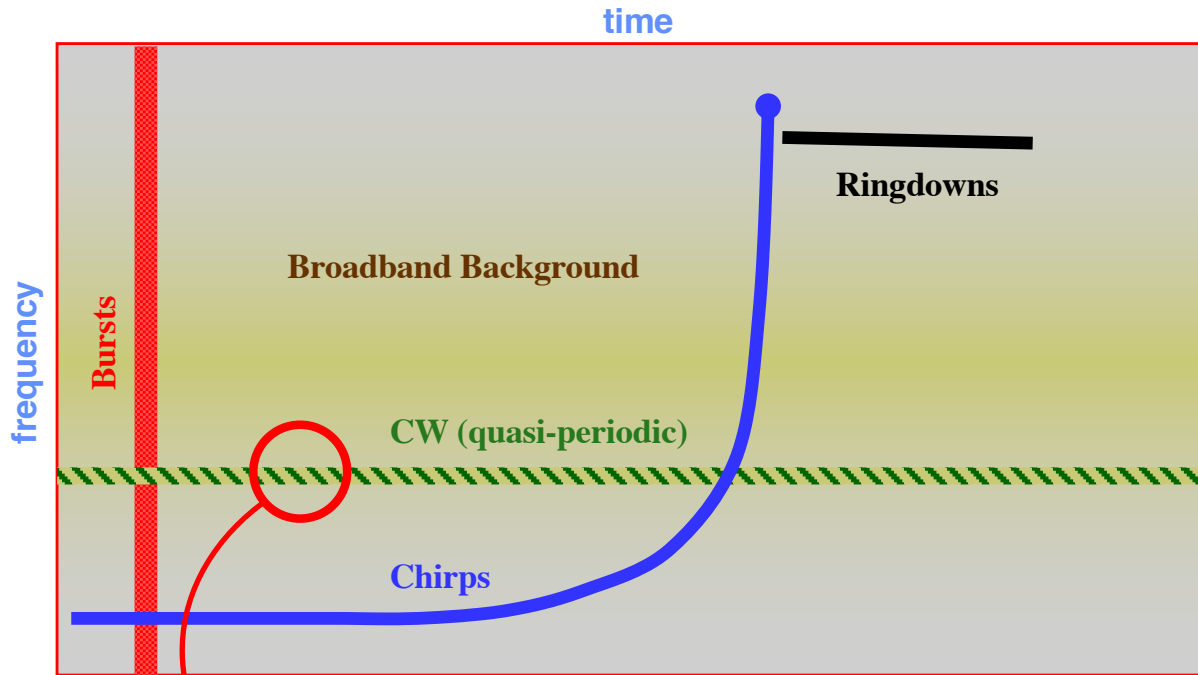 time
Ringdowns
Broadband Background
frequency
Bursts
CW (quasi-periodic)
Chirps